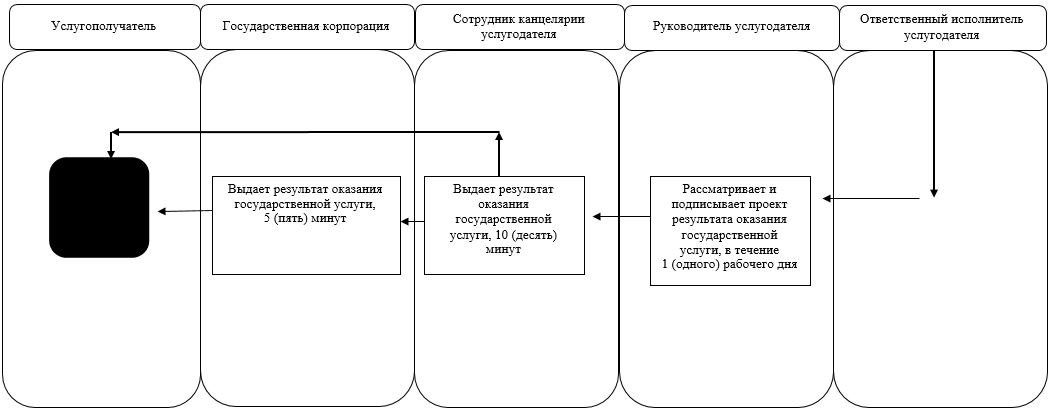 Услугополучатель
Государственная корпорация
Сотрудник канцелярии
услугодателя
Руководитель услугодателя
Ответственный исполнитель
услугодателя
Выдает результат оказания
государственной услуги,
5 (пять) минут
Выдает результат
оказания
государственной
услуги, 10 (десять)
минут
Рассматривает и
подписывает проект
результата оказания
государственной
услуги, в течение
1 (одного) рабочего дня